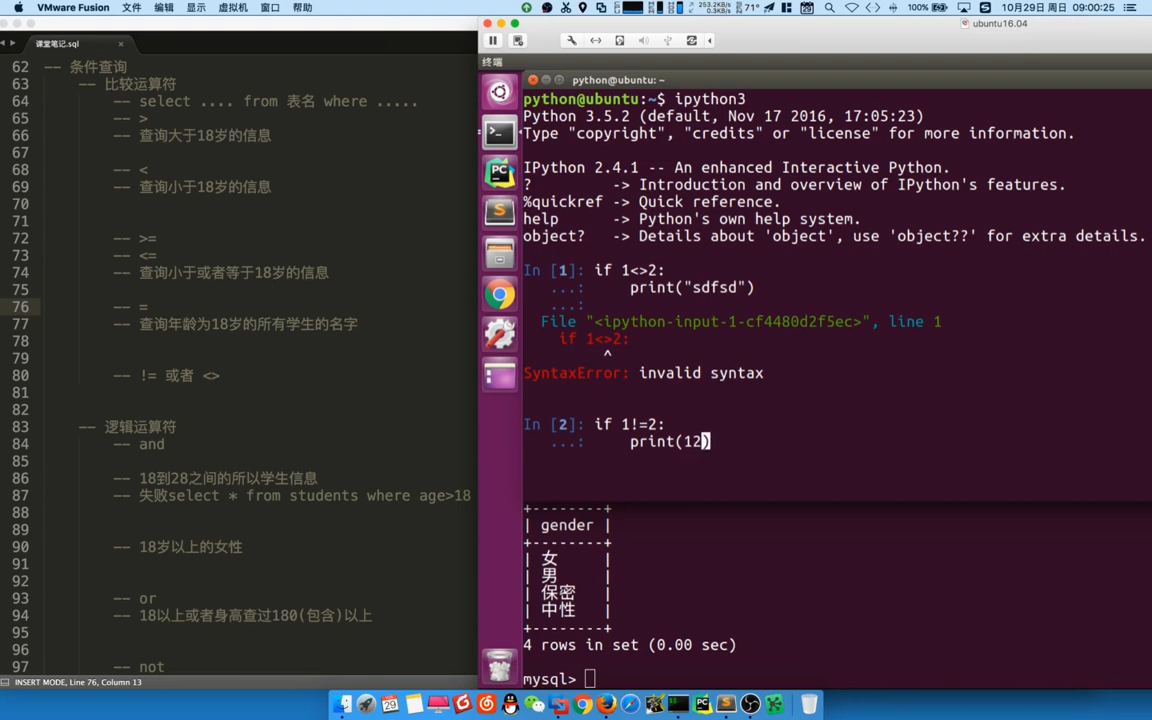 VMware Fusion 文件 编辑 显示 虚拟机 窗口 帮助
253.2KB/s
0.3KB/s
71° 100% 10月29日 周日 09:00:25
ubuntu16.04
课堂笔记.sql ×
终端
python@ubuntu: ~
62 -- 条件查询
63 -- 比较运算符
64 -- select .... from 表名 where .....
65 -- >
66 -- 查询大于18岁的信息
67
68 -- <
69 -- 查询小于18岁的信息
70
71
72 -- >=
73 -- <=
74 -- 查询小于或者等于18岁的信息
75
76 -- =
77 -- 查询年龄为18岁的所有学生的名字
78
79
80 -- != 或者 <>
81
82
83 -- 逻辑运算符
84 -- and
85
86 -- 18到28之间的所以学生信息
87 -- 失败select * from students where age>18
88
89
90 -- 18岁以上的女性
91
92
93 -- or
94 -- 18以上或者身高查过180(包含)以上
95
96
97 -- not
INSERT MODE, Line 76, Column 13
python@ubuntu:~$ ipython3
Python 3.5.2 (default, Nov 17 2016, 17:05:23)
Type "copyright", "credits" or "license" for more information.
IPython 2.4.1 -- An enhanced Interactive Python.
? -> Introduction and overview of IPython's features.
%quickref -> Quick reference.
help -> Python's own help system.
object? -> Details about 'object', use 'object??' for extra details.
In [1]: if 1<>2:
...: print("sdfsd")
...:
File "<ipython-input-1-cf4480d2f5ec>", line 1
if 1<>2:
^
SyntaxError: invalid syntax
In [2]: if 1!=2:
...: print(12)
+--------+
| gender |
+--------+
| 女 |
| 男 |
| 保密 |
| 中性 |
+--------+
4 rows in set (0.00 sec)
mysql>